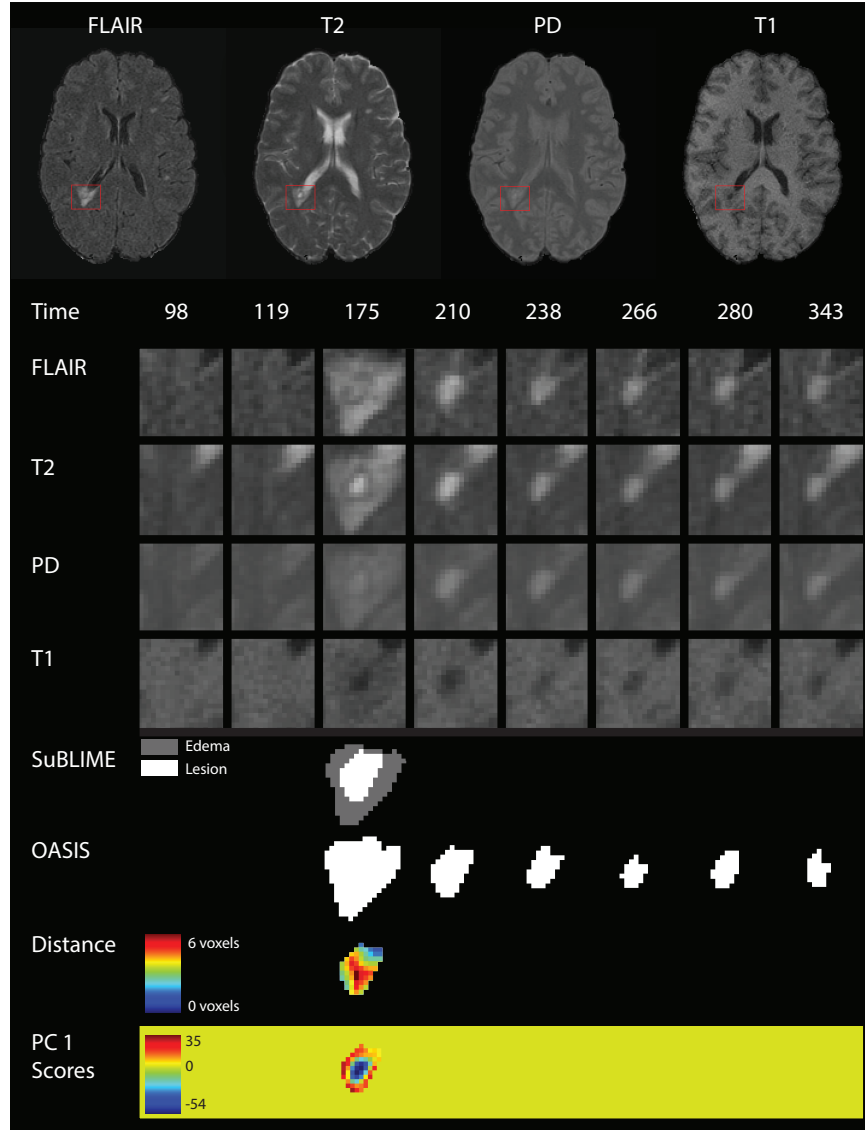 FLAIR T2 PD T1
Time 98 119 175 210 238 266 280 343
FLAIR
T2
PD
T1
SuBLIME
Edema
Lesion
OASIS
Distance
6 voxels
0 voxels
PC 1
Scores
35
0
-54